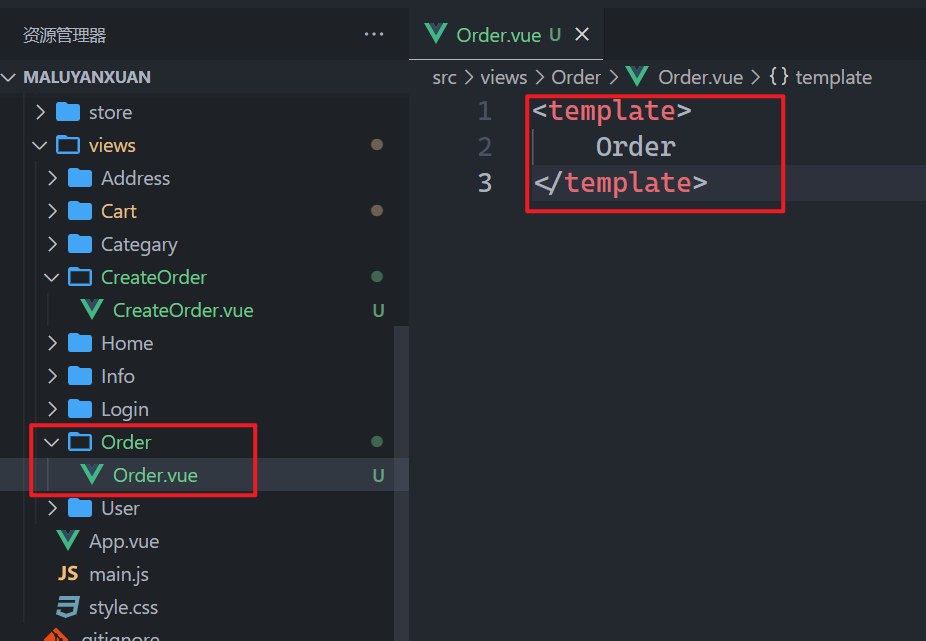 资源管理器 ···
MALUYANXUAN
store
views
Address
Cart
Categary
CreateOrder
CreateOrder.vue U
Home
Info
Login
Order
Order.vue U
User
App.vue
JS main.js
style.css
.gitignore
Order.vue U
src > views > Order > Order.vue > {} template
1 <template>
2 Order
3 </template>